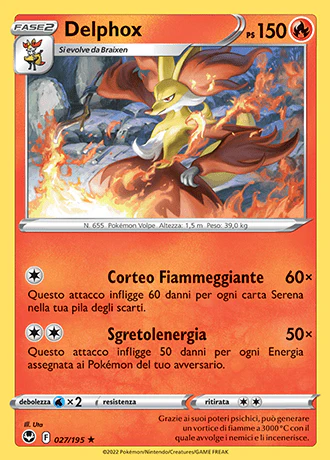 FASE2
Delphox
PS 150
Si evolve da Braixen
N. 655 Pokémon Volpe Altezza: 1,5 m Peso: 39,0 kg
Corteo Fiammeggiante 60×
Questo attacco infligge 60 danni per ogni carta Serena
nella tua pila degli scarti.
Sgretolenergia 50×
Questo attacco infligge 50 danni per ogni Energia
assegnata ai Pokémon del tuo avversario.
debolezza ×2 resistenza ritirata
Ill. Uta
F 027/195 ★
Grazie ai suoi poteri psichici, può generare
un vortice di fiamme a 3000 °C con il
quale avvolge i nemici e li incenerisce.
©2022 Pokémon/Nintendo/Creatures/GAME FREAK